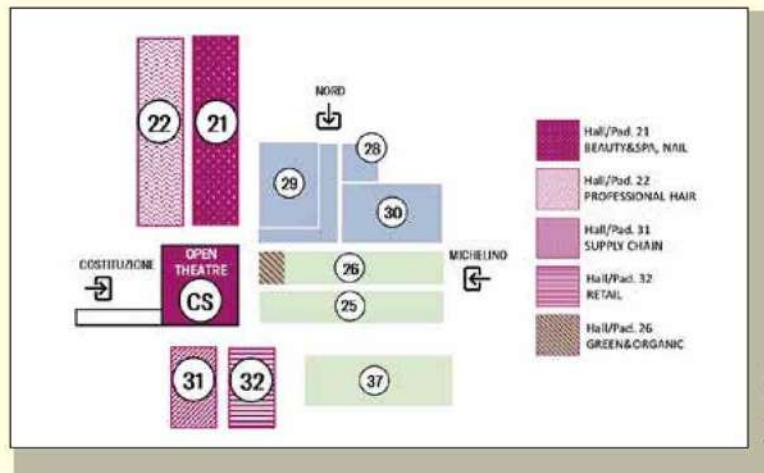 22
21
NORD
29
28
30
COSTITUZIONE
OPEN
THEATRE
CS
26
MICHELINO
25
31
32
37
Hall/Pad. 21
BEAUTY&SPA, NAIL
Hall/Pad. 22
PROFESSIONAL HAIR
Hall/Pad. 31
SUPPLY CHAIN
Hall/Pad. 32
RETAIL
Hall/Pad. 26
GREEN&ORGANIC